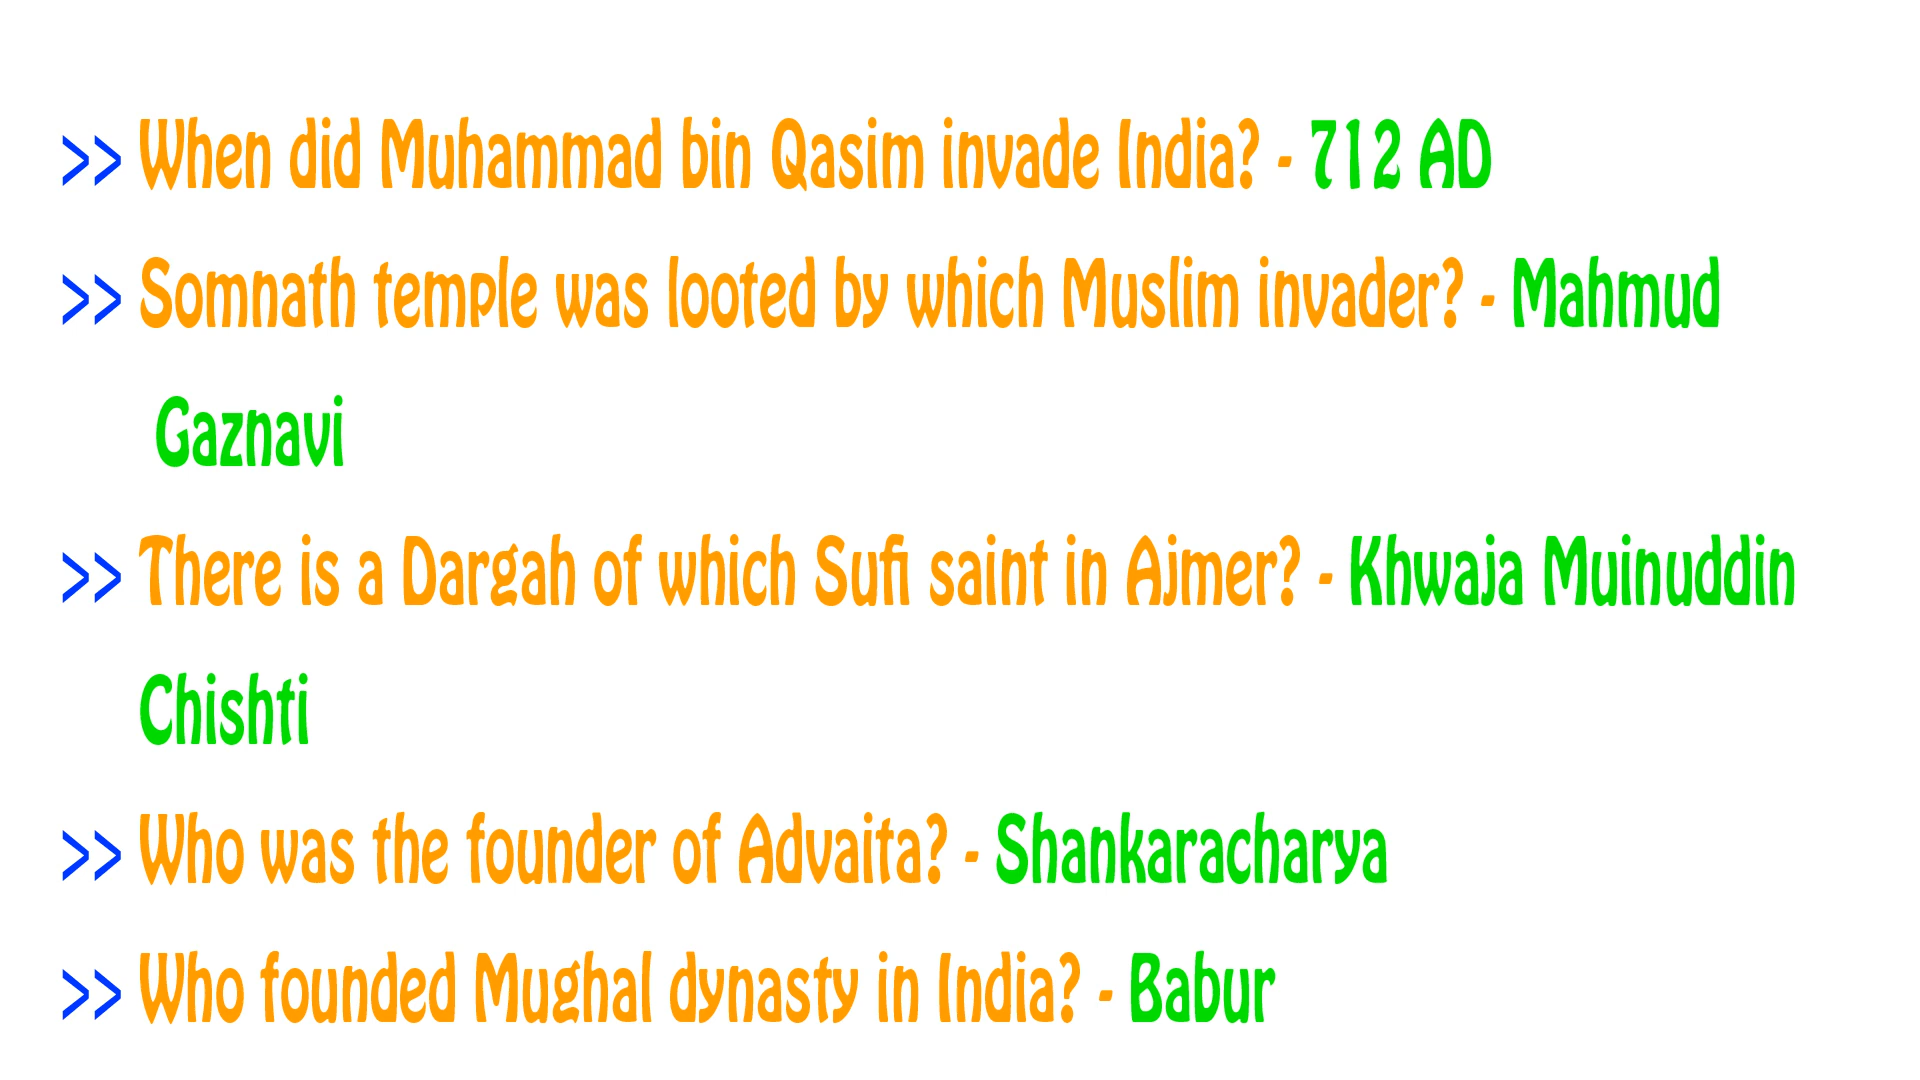 >> When did Muhammad bin Qasim invade India? - 712 AD
>> Somnath temple was looted by which Muslim invader? - Mahmud
Gaznavi
>> There is a Dargah of which Sufi saint in Ajmer? - Khwaja Muinuddin
Chishti
>> Who was the founder of Advaita? - Shankaracharya
>> Who founded Mughal dynasty in India? - Babur